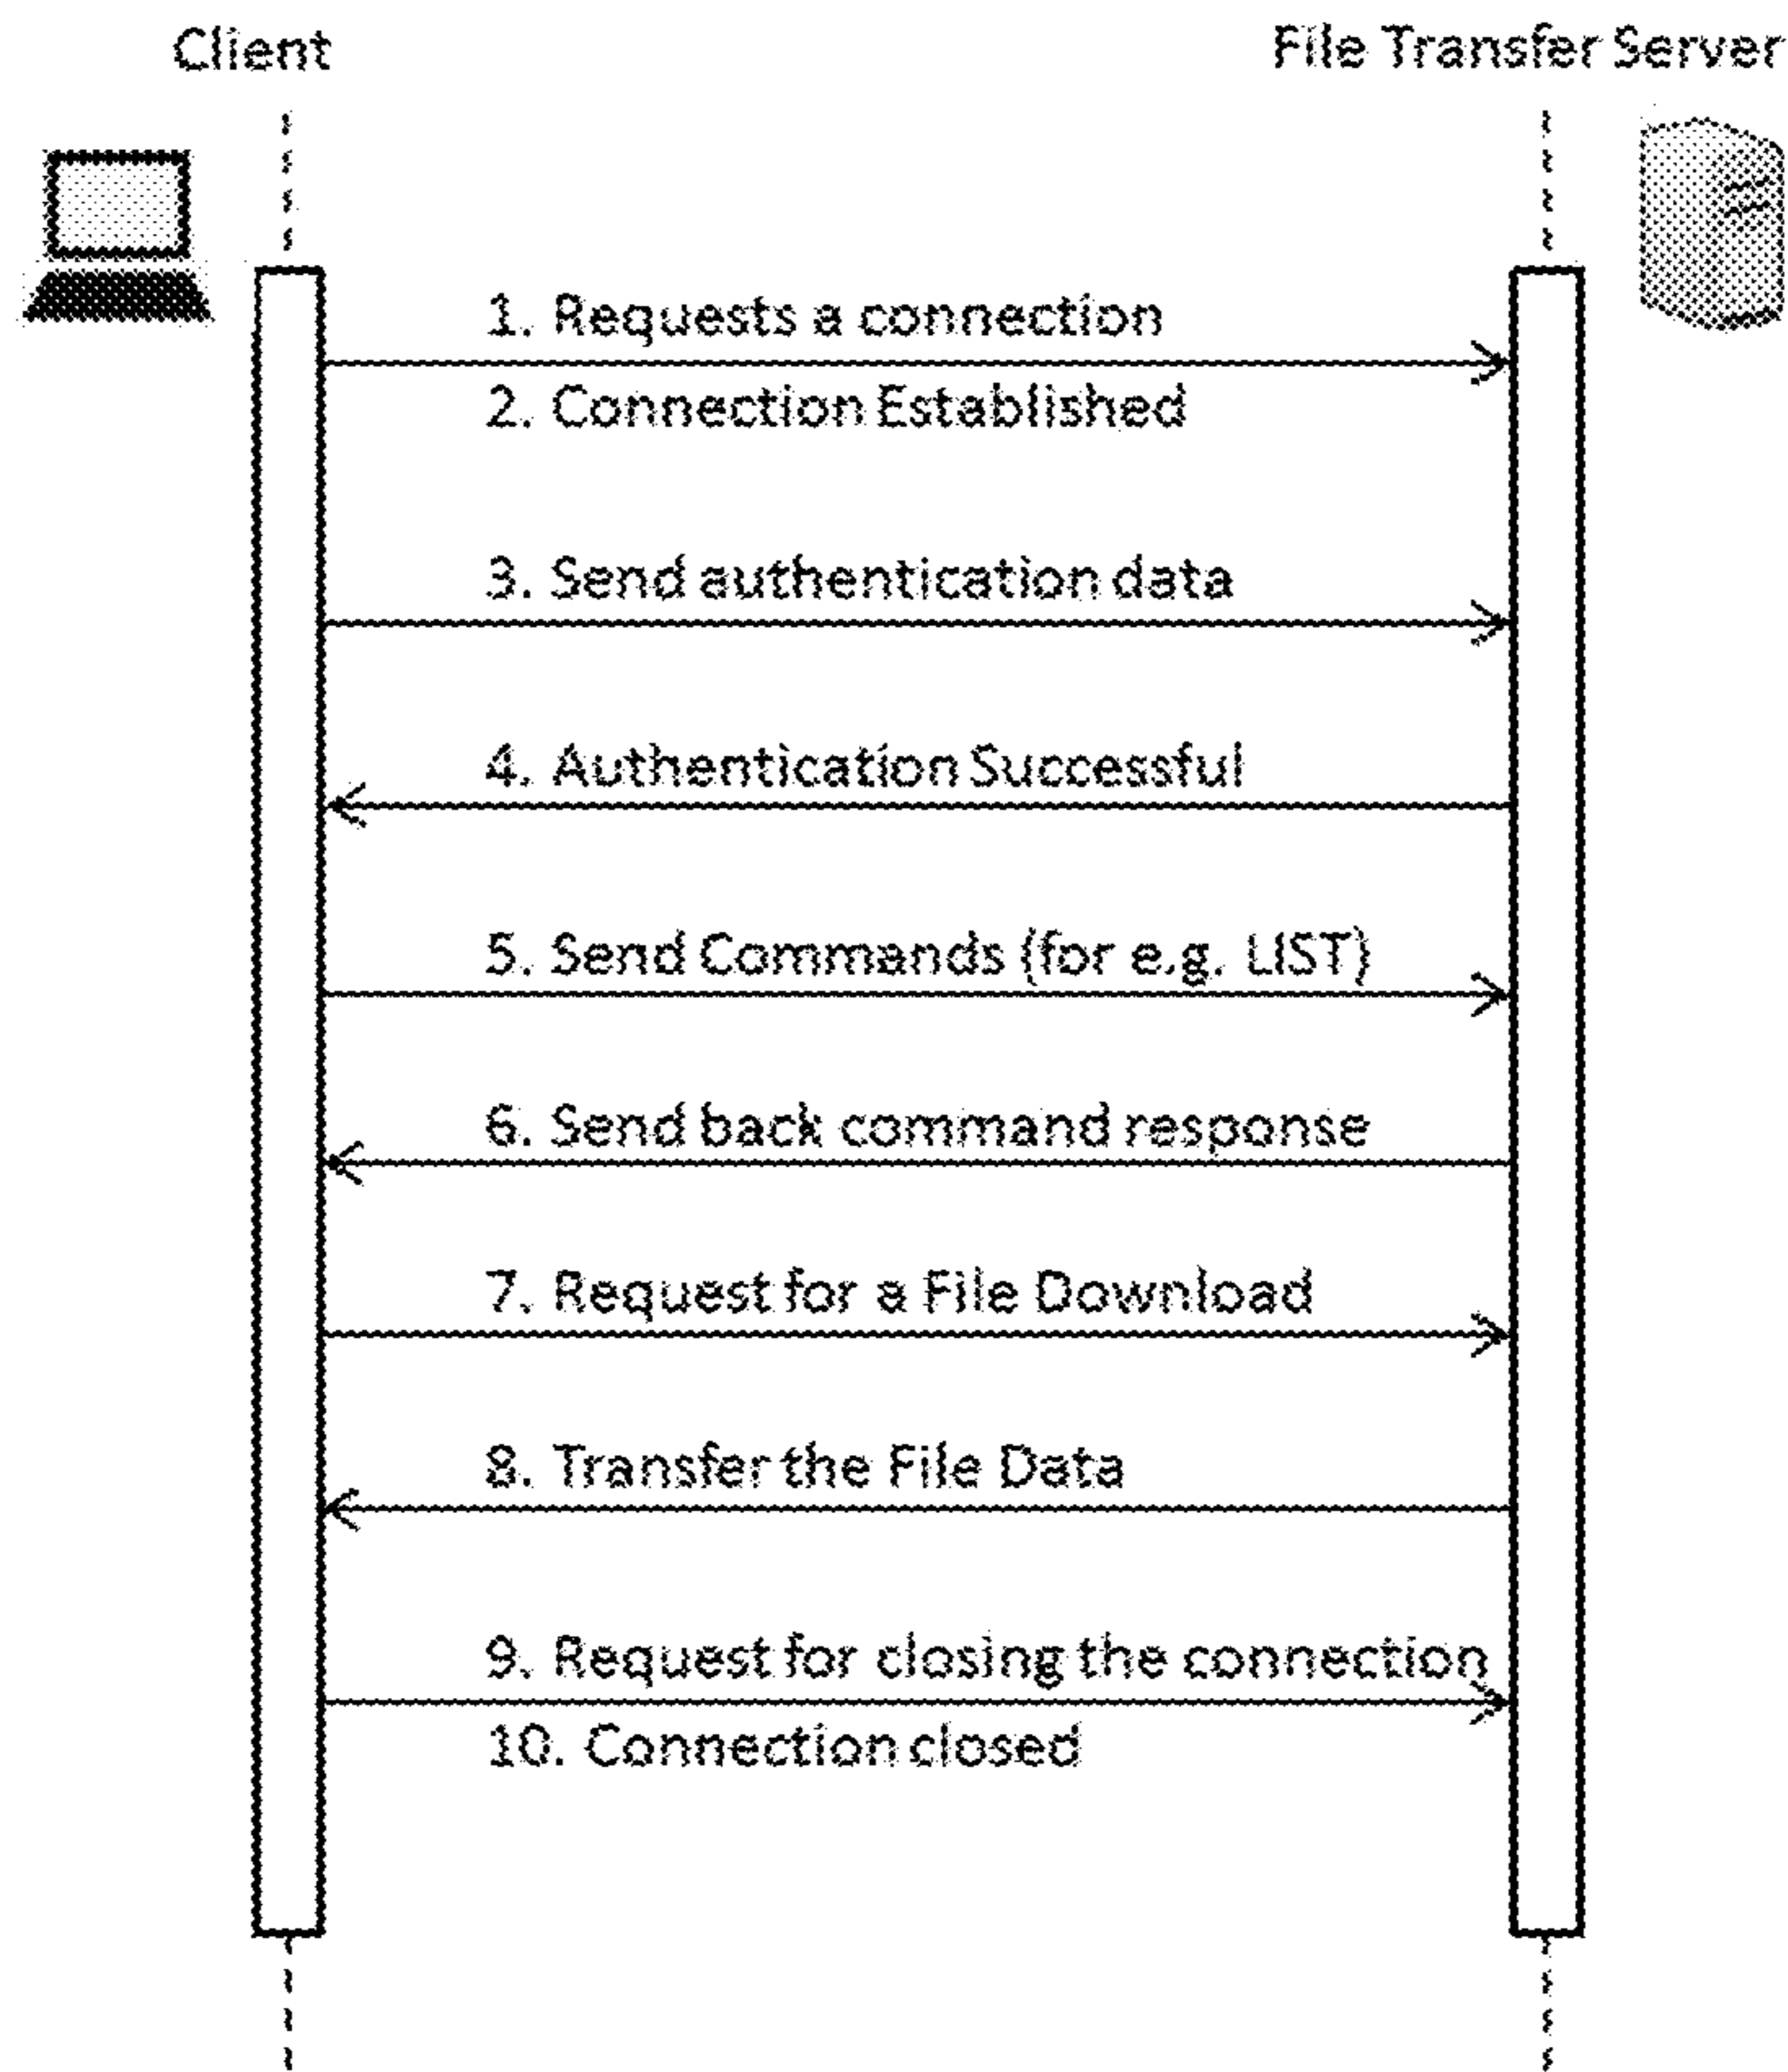 Client
File Transfer Server
1. Requests a connection
2. Connection Established
3. Send authentication data
4. Authentication Successful
5. Send Commands (for e.g. LIST)
6. Send back command response
7. Request for a File Download
8. Transfer the File Data
9. Request for closing the connection
10. Connection closed